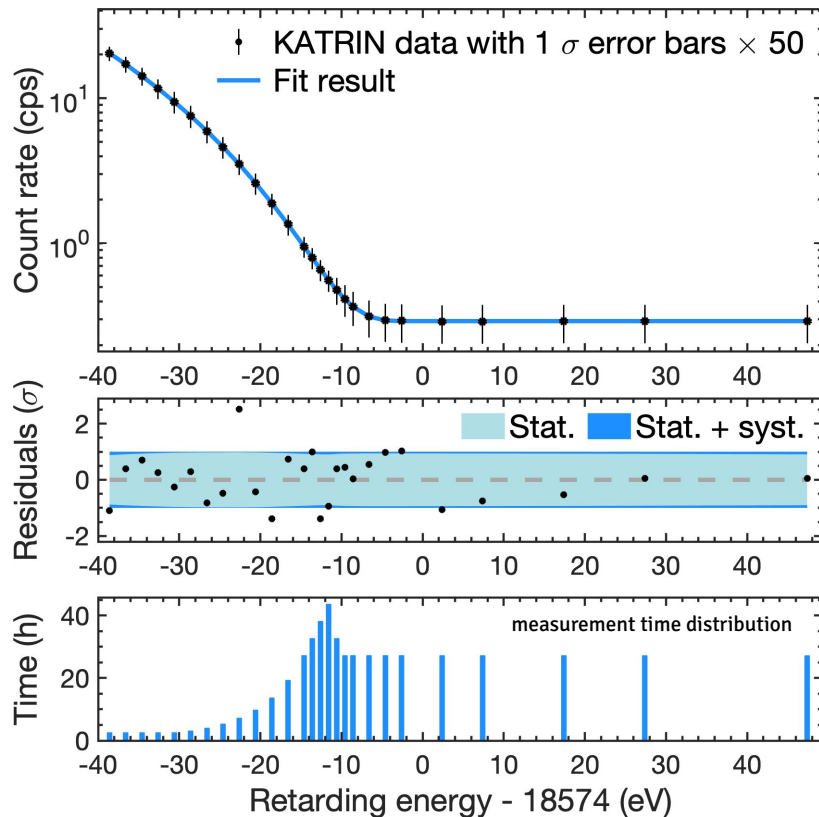 KATRIN data with 1 σ error bars × 50
Fit result
Count rate (cps)
10¹
10⁰
-40 -30 -20 -10 0 10 20 30 40
Stat. Stat. + syst.
Residuals (σ)
2
0
-2
-40 -30 -20 -10 0 10 20 30 40
measurement time distribution
Time (h)
40
20
0
-40 -30 -20 -10 0 10 20 30 40
Retarding energy - 18574 (eV)